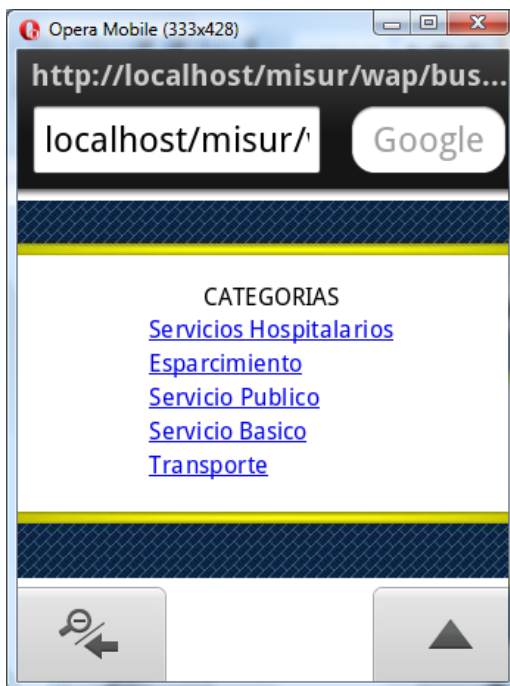 Opera Mobile (333x428)
http://localhost/misur/wap/bus...
localhost/misur/
Google
CATEGORIAS
Servicios Hospitalarios
Esparcimiento
Servicio Publico
Servicio Basico
Transporte